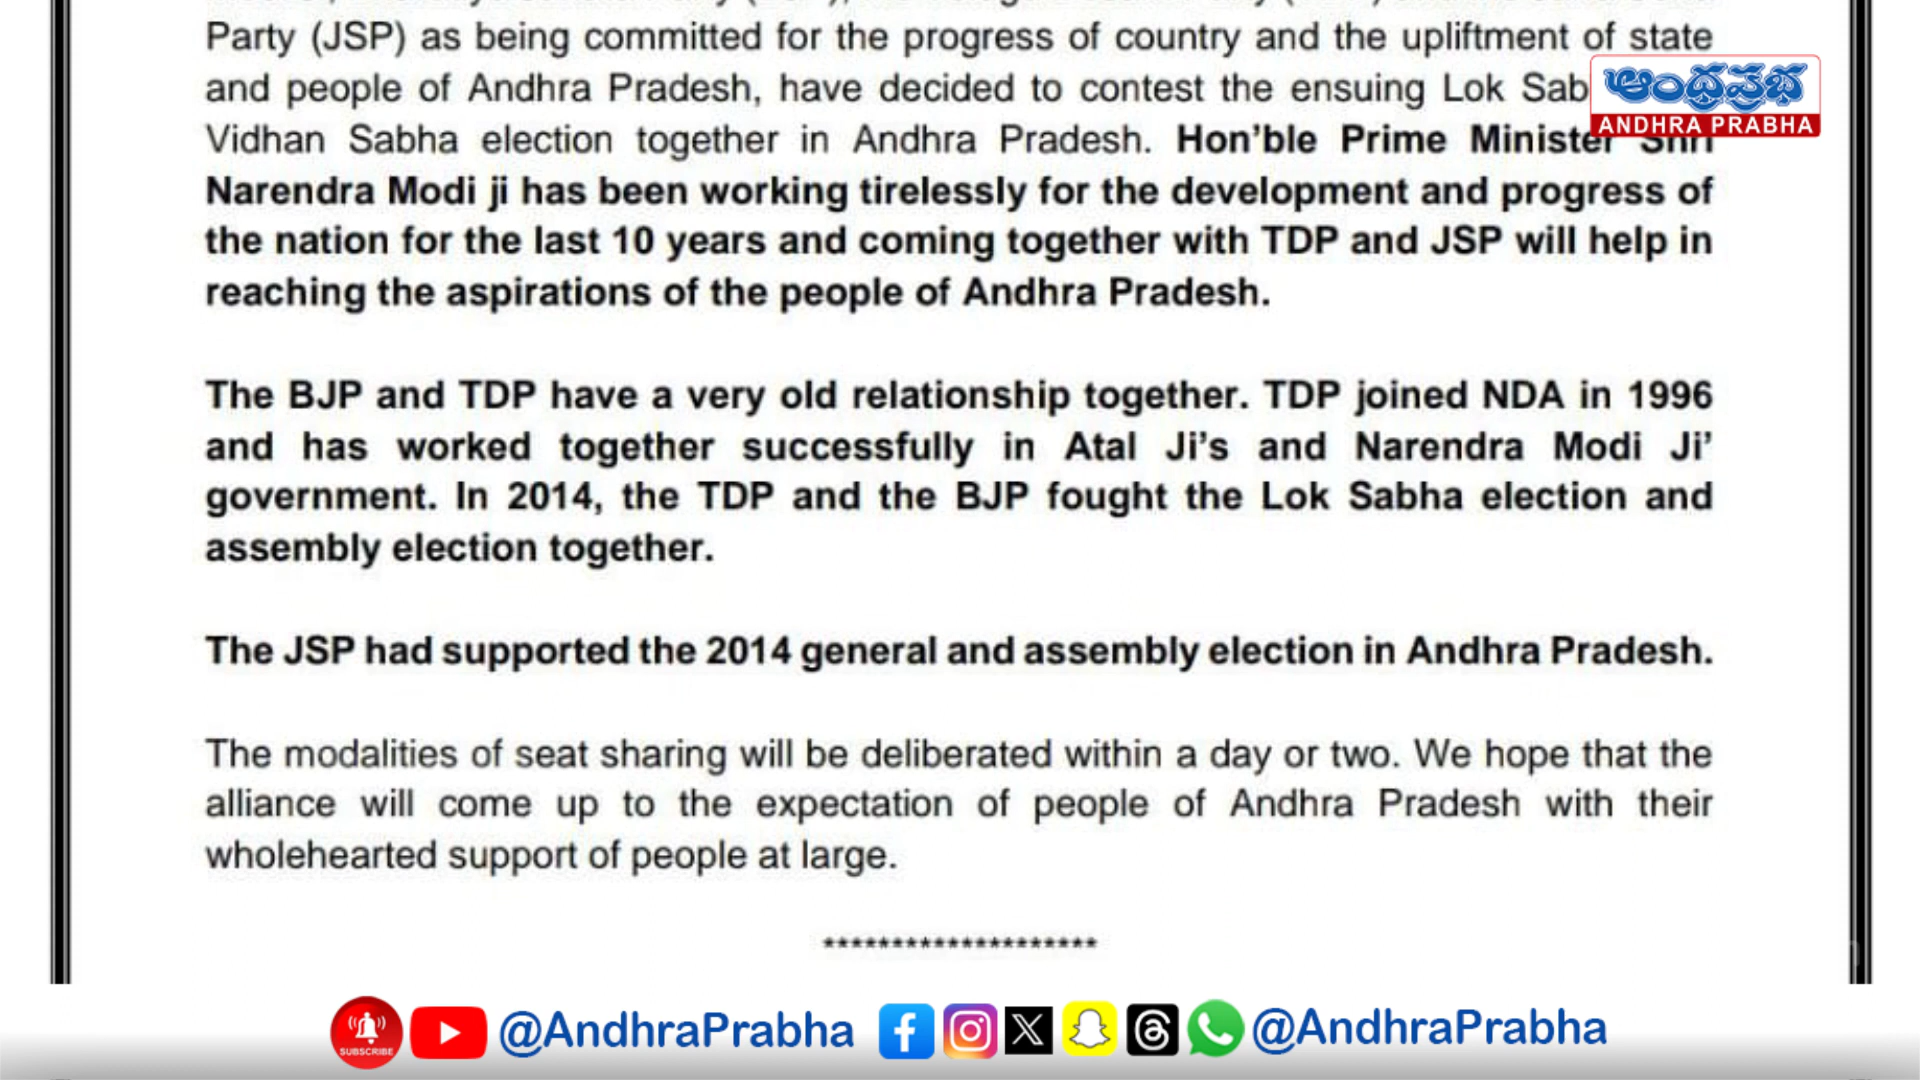 Party (JSP) as being committed for the progress of country and the upliftment of state
and people of Andhra Pradesh, have decided to contest the ensuing Lok
Vidhan Sabha election together in Andhra Pradesh. Hon’ble Prime Minister Shri
Narendra Modi ji has been working tirelessly for the development and progress of
the nation for the last 10 years and coming together with TDP and JSP will help in
reaching the aspirations of the people of Andhra Pradesh.
The BJP and TDP have a very old relationship together. TDP joined NDA in 1996
and has worked together successfully in Atal Ji’s and Narendra Modi Ji’
government. In 2014, the TDP and the BJP fought the Lok Sabha election and
assembly election together.
The JSP had supported the 2014 general and assembly election in Andhra Pradesh.
The modalities of seat sharing will be deliberated within a day or two. We hope that the
alliance will come up to the expectation of people of Andhra Pradesh with their
wholehearted support of people at large.
********************
ఆంధ్రప్రభ
ANDHRA PRABHA
SUBSCRIBE
@AndhraPrabha
@AndhraPrabha